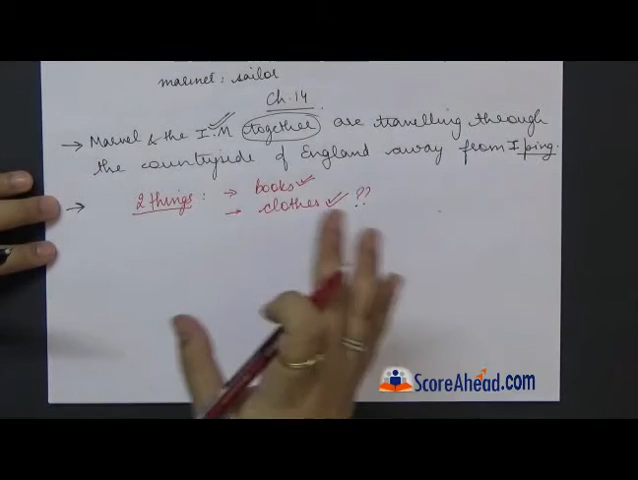 mariner: sailor
Ch. 14
→ Marvel & the I.M together are travelling through
the countryside of England away from Iping.
→ 2 things: → books
→ clothes ??
ScoreAhead.com